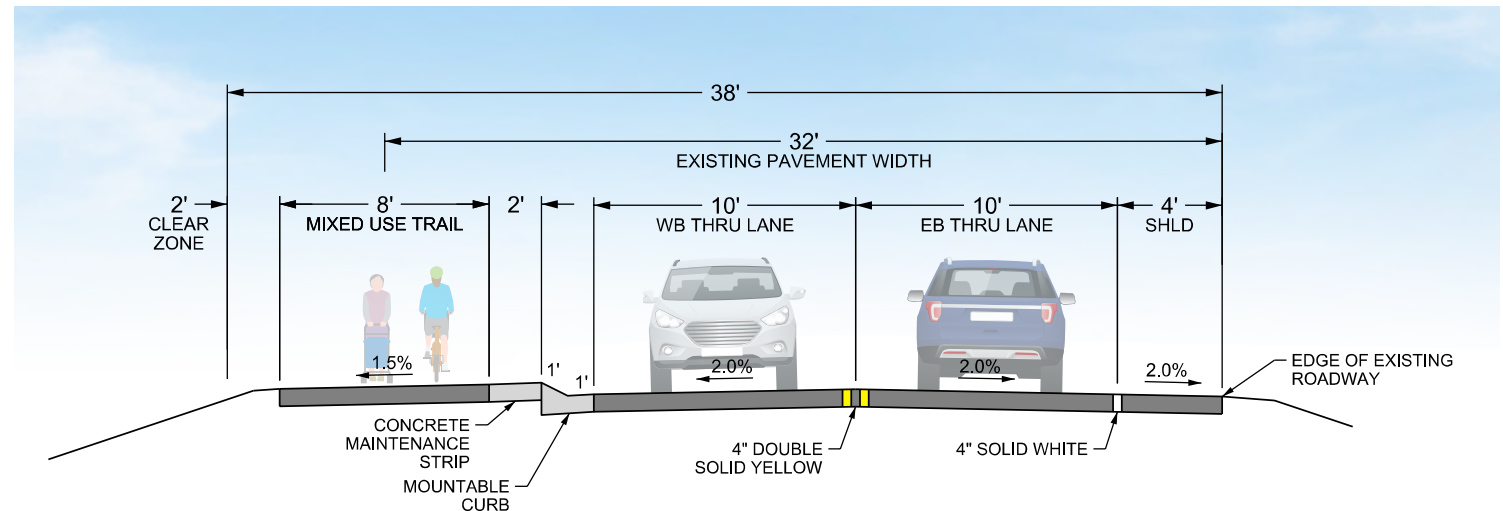 38'
32'
EXISTING PAVEMENT WIDTH
2'
CLEAR
ZONE
8'
MIXED USE TRAIL
2'
10'
WB THRU LANE
10'
EB THRU LANE
4'
SHLD
1.5%
1'
1'
2.0%
2.0%
2.0%
EDGE OF EXISTING
ROADWAY
CONCRETE
MAINTENANCE
STRIP
MOUNTABLE
CURB
4" DOUBLE
SOLID YELLOW
4" SOLID WHITE